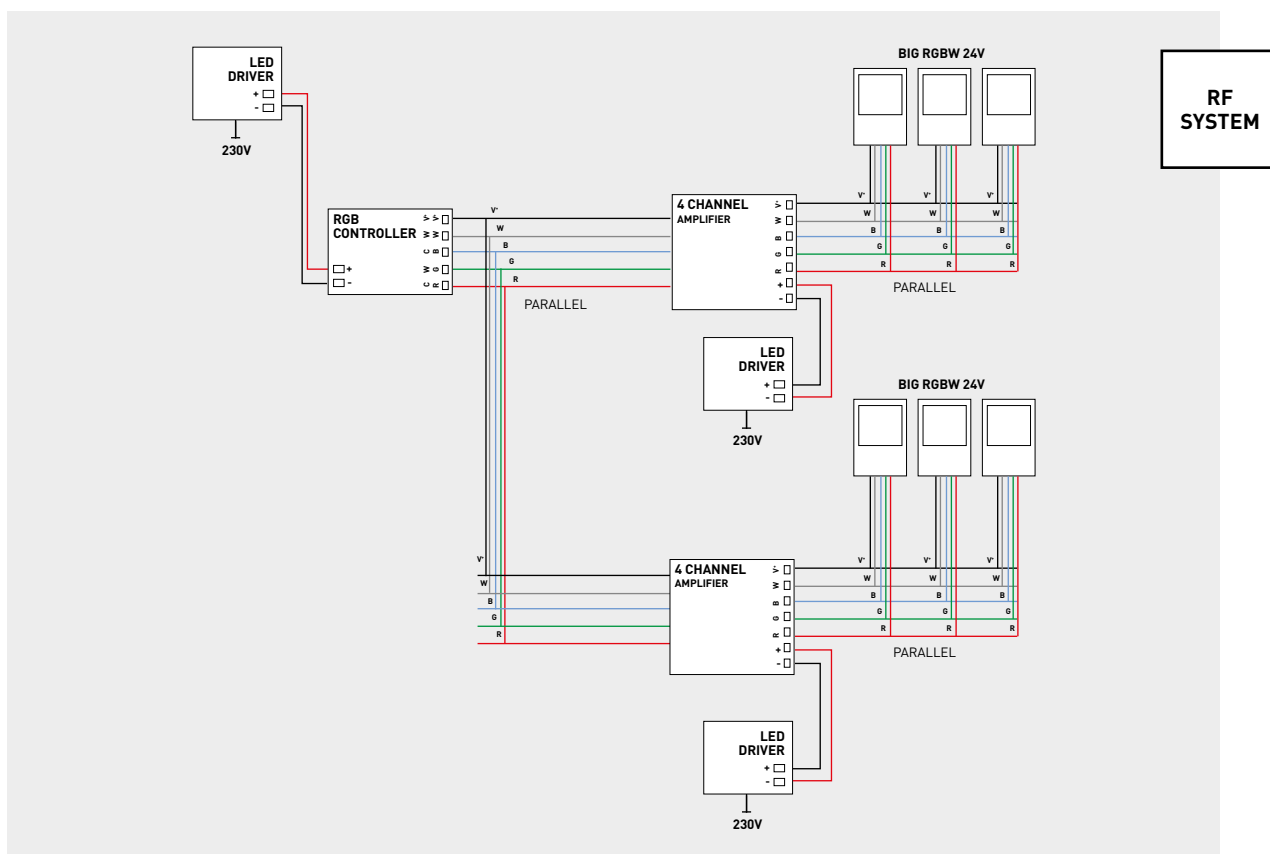 LED
DRIVER
+
-
230V
BIG RGBW 24V
RF
SYSTEM
RGB
CONTROLLER
+
-
V+ V+
W W
C B
W G
C R
V+
W
B
G
R
PARALLEL
4 CHANNEL
AMPLIFIER
V+
W
B
G
R
+
-
V+ V+ V+
W W W
B B B
G G G
R R R
PARALLEL
LED
DRIVER
+
-
230V
BIG RGBW 24V
V+
W
B
G
R
4 CHANNEL
AMPLIFIER
V+
W
B
G
R
+
-
V+ V+ V+
W W W
B B B
G G G
R R R
PARALLEL
LED
DRIVER
+
-
230V